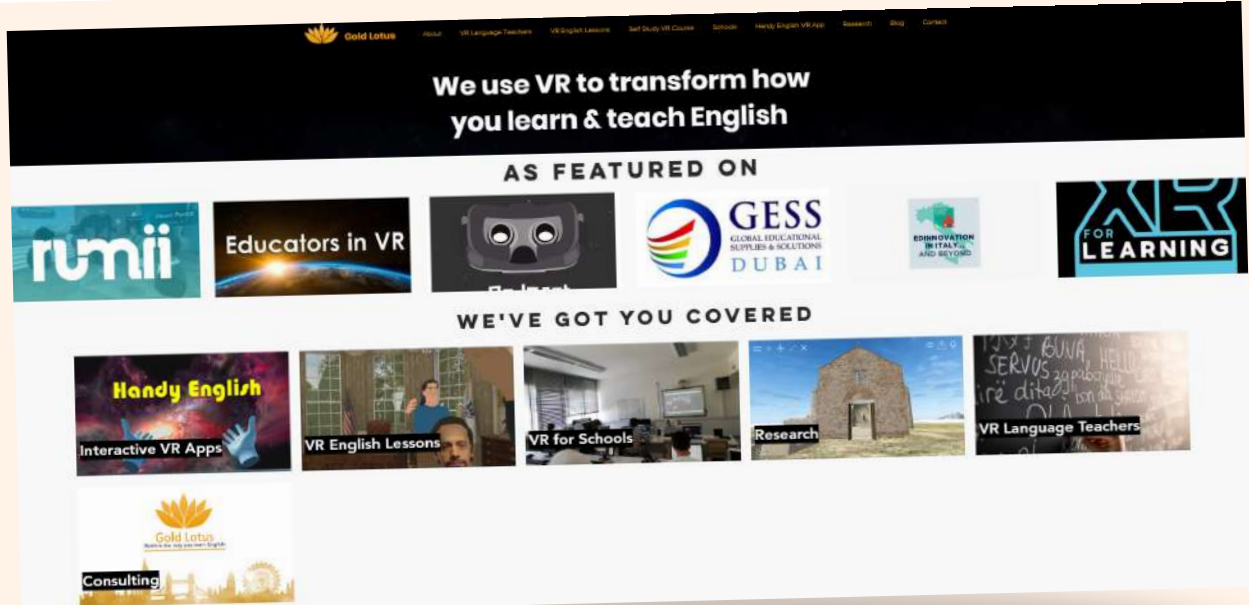 Gold Lotus
About VR Language Teachers VR English Lessons Self Study VR Course Schools Handy English VR App Research Blog Contact
We use VR to transform how
you learn & teach English
AS FEATURED ON
rumii
Educators in VR
GESS
GLOBAL EDUCATIONAL
SUPPLIES & SOLUTIONS
DUBAI
EDINNOVATION
IN ITALY...
AND BEYOND
XR
FOR
LEARNING
WE'VE GOT YOU COVERED
Handy English
Interactive VR Apps
VR English Lessons
VR for Schools
Research
BUNA HELLO
SERVUS
VR Language Teachers
Gold Lotus
Consulting